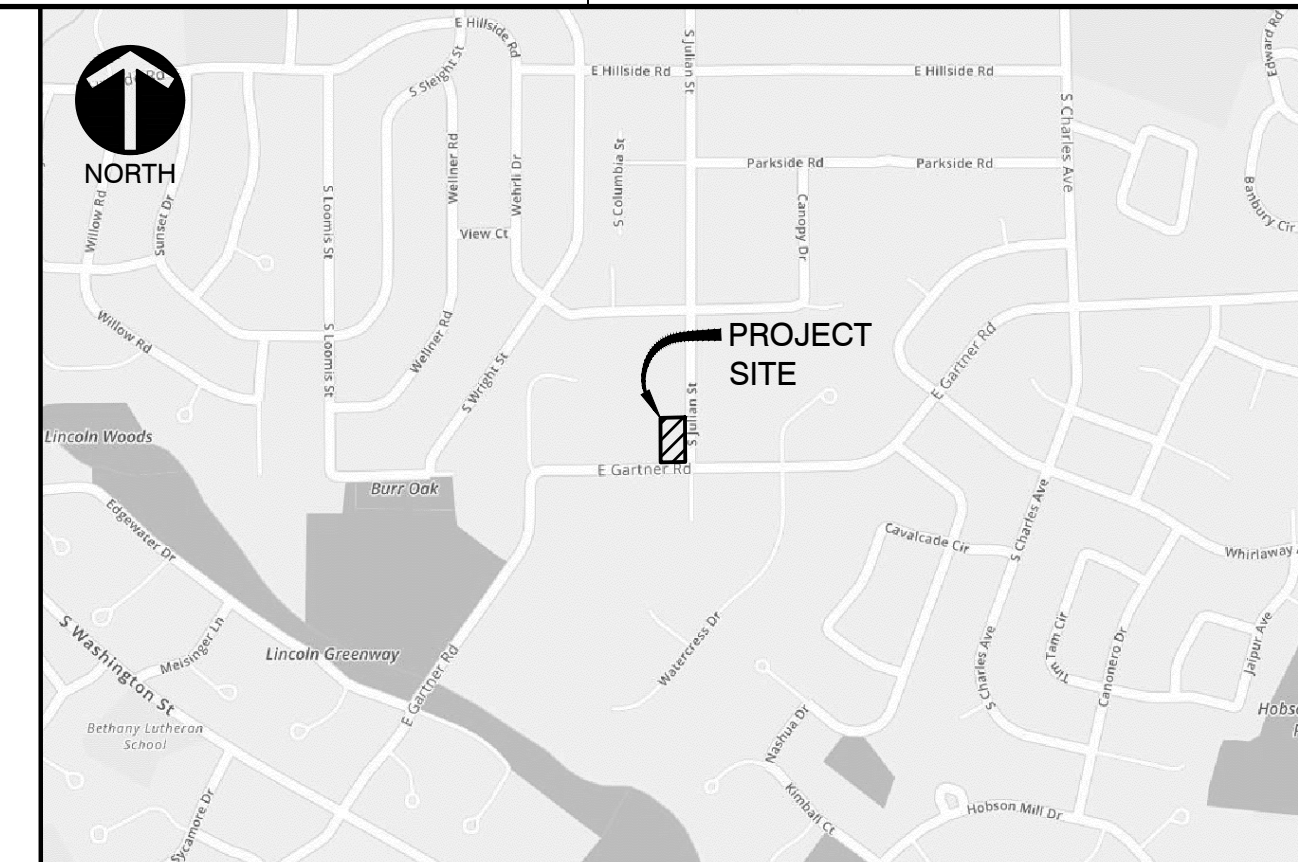 E Hillside Rd
S Julian St
Edward Rd
E Hillside Rd
E Hillside Rd
S Sleight St
NORTH
S Charles Ave
Parkside Rd
Parkside Rd
Wellner Rd
Wehrli Dr
S Columbia St
Willow Rd
Sunset Dr
S Loomis St
View Ct
Canopy Dr
Banbury Cir
Willow Rd
S Loomis St
Wellner Rd
S Wright St
PROJECT
SITE
S Julian St
E Gartner Rd
Lincoln Woods
E Gartner Rd
Burr Oak
Edgewater Dr
S Charles Ave
Cavalcade Cir
Whirlaway
S Washington St
Meisinger Ln
Lincoln Greenway
Watercress Dr
E Gartner Rd
S Charles Ave
Tim Tam Cir
Canonero Dr
Jaipur Ave
Bethany Lutheran
School
Nashua Dr
Kimball Ct
Hobson Mill Dr
Sycamore Dr